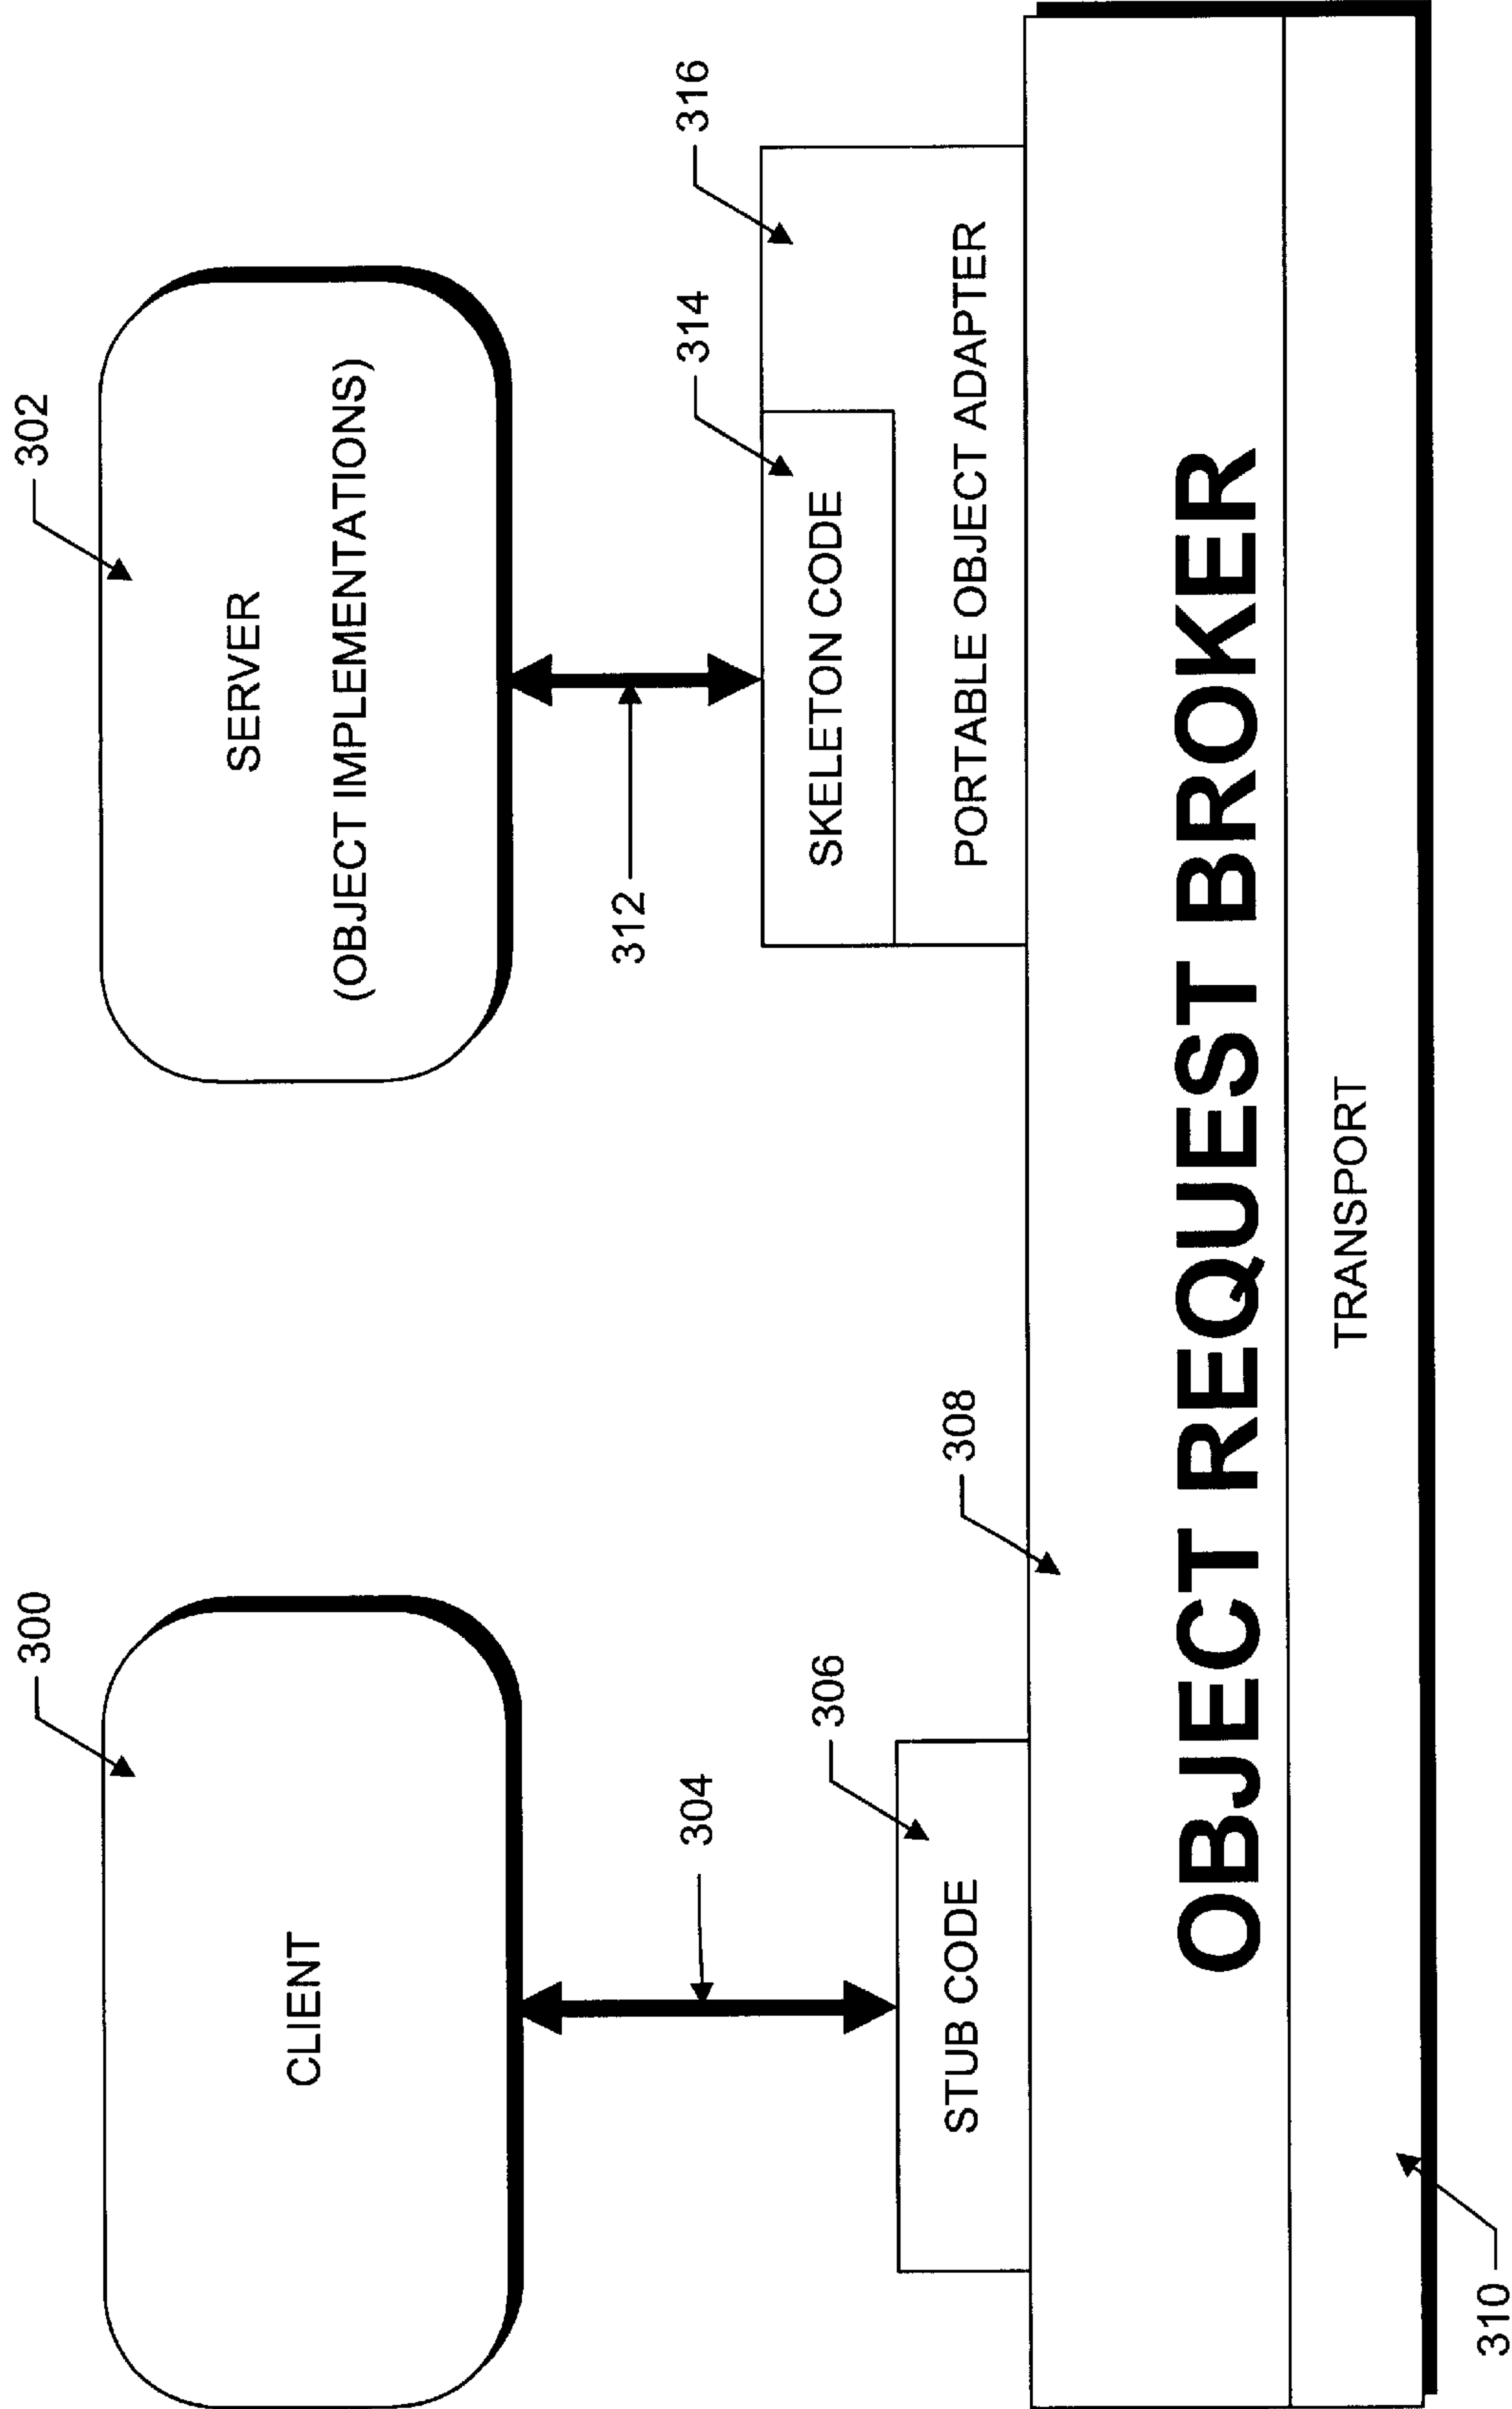 300
302
CLIENT
SERVER
(OBJECT IMPLEMENTATIONS)
304
312
306
314
316
STUB CODE
SKELETON CODE
PORTABLE OBJECT ADAPTER
308
OBJECT REQUEST BROKER
TRANSPORT
310